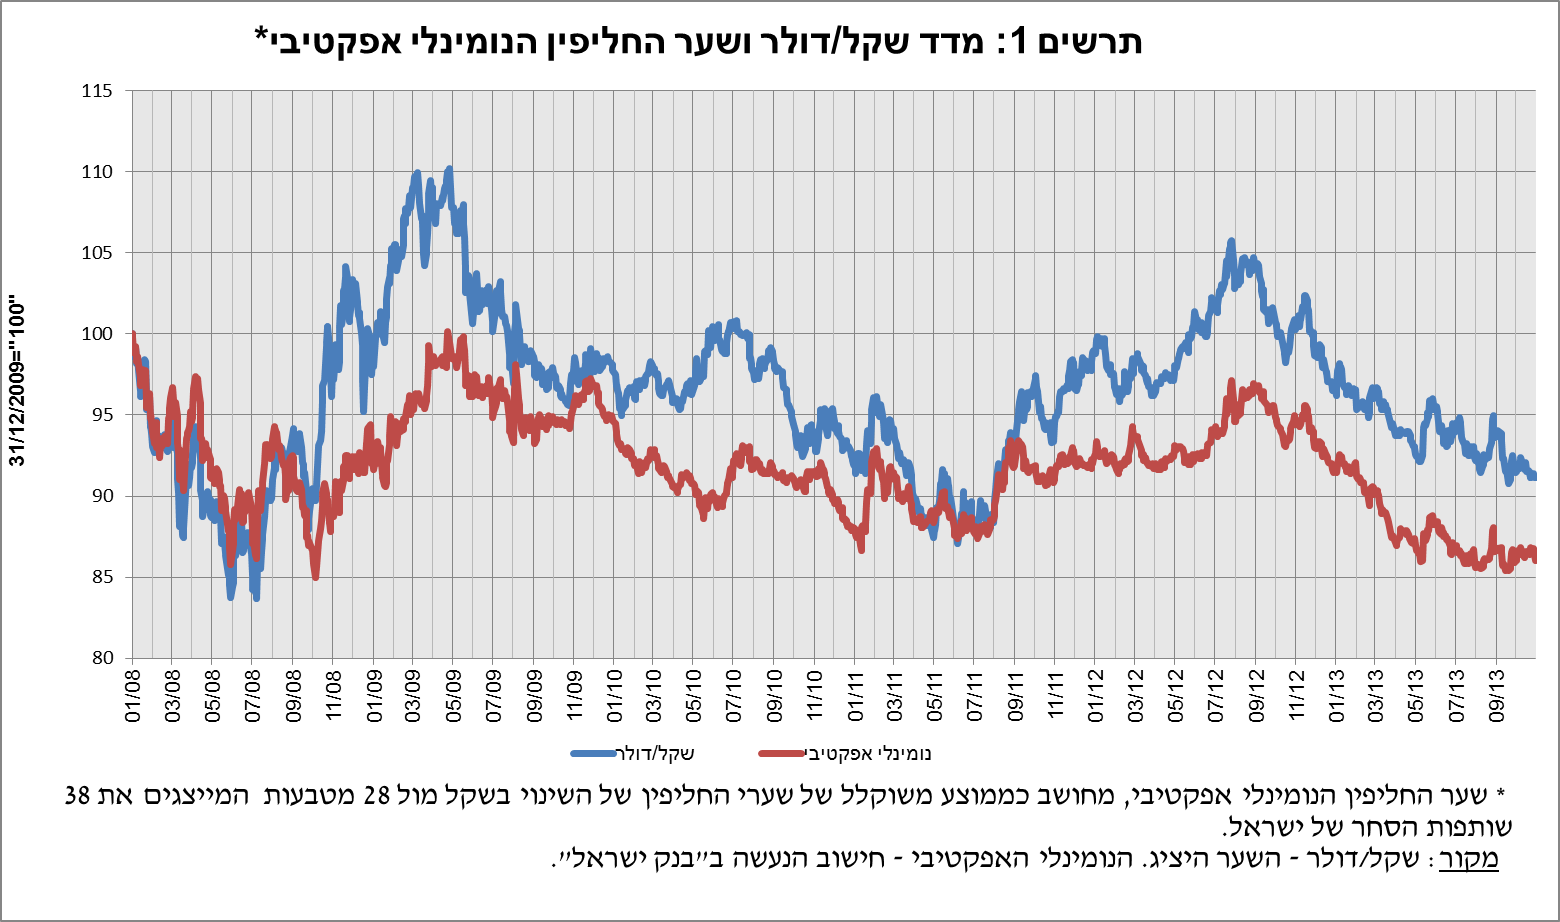 תרשים 1: מדד שקל/דולר ושער החליפין הנומינלי אפקטיבי*
31/12/2009="100"
115
110
105
100
95
90
85
80
01/08 03/08 05/08 07/08 09/08 11/08 01/09 03/09 05/09 07/09 09/09 11/09 01/10 03/10 05/10 07/10 09/10 11/10 01/11 03/11 05/11 07/11 09/11 11/11 01/12 03/12 05/12 07/12 09/12 11/12 01/13 03/13 05/13 07/13 09/13
שקל/דולר נומינלי אפקטיבי
* שער החליפין הנומינלי אפקטיבי, מחושב כממוצע משוקלל של שערי החליפין של השינוי בשקל מול 28 מטבעות המייצגים את 38
שותפות הסחר של ישראל.
מקור: שקל/דולר - השער היציג. הנומינלי האפקטיבי - חישוב הנעשה ב"בנק ישראל".